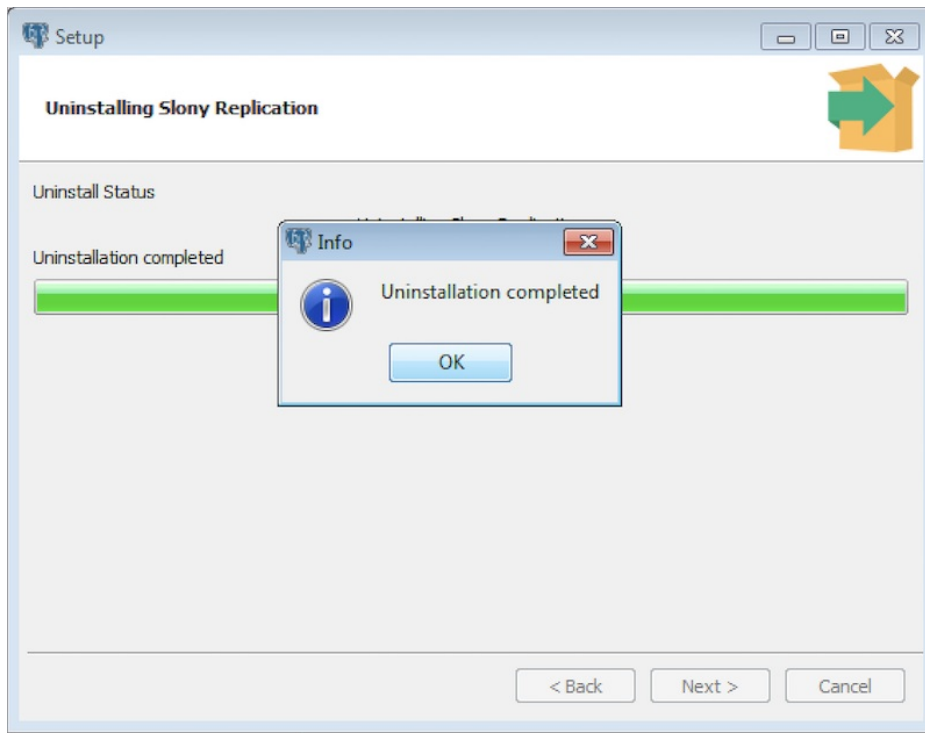 Setup
Uninstalling Slony Replication
Uninstall Status
Uninstallation completed
Info
Uninstallation completed
OK
< Back
Next >
Cancel